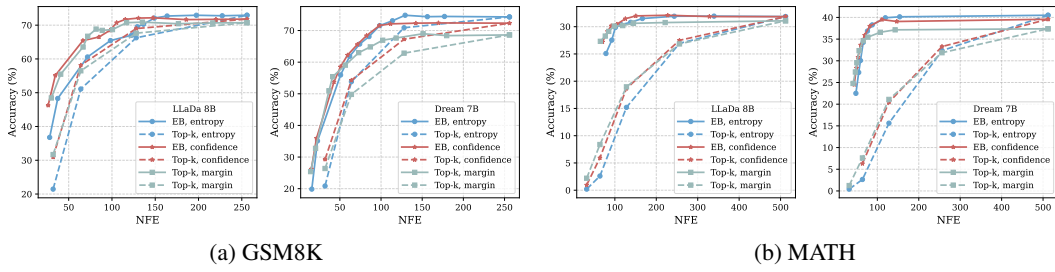 Accuracy (%)
80
70
60
50
40
30
20
50
100
150
200
250
NFE
LLaDa 8B
EB, entropy
Top-k, entropy
EB, confidence
Top-k, confidence
Top-k, margin
Top-k, margin
Accuracy (%)
80
70
60
50
40
30
20
50
100
150
200
250
NFE
Dream 7B
EB, entropy
Top-k, entropy
EB, confidence
Top-k, confidence
Top-k, margin
Top-k, margin
Accuracy (%)
35
30
25
20
15
10
5
0
100
200
300
400
500
NFE
LLaDa 8B
EB, entropy
Top-k, entropy
EB, confidence
Top-k, confidence
Top-k, margin
Top-k, margin
Accuracy (%)
40
35
30
25
20
15
10
5
0
100
200
300
400
500
NFE
Dream 7B
EB, entropy
Top-k, entropy
EB, confidence
Top-k, confidence
Top-k, margin
Top-k, margin
(a) GSM8K
(b) MATH